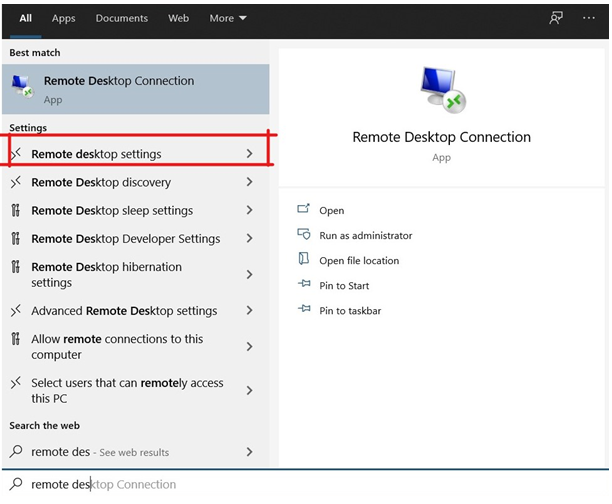 All Apps Documents Web More
Best match
Remote Desktop Connection
App
Settings
Remote desktop settings
Remote Desktop discovery
Remote Desktop sleep settings
Remote Desktop Developer Settings
Remote Desktop hibernation
settings
Advanced Remote Desktop settings
Allow remote connections to this
computer
Select users that can remotely access
this PC
Search the web
remote des - See web results
remote desktop Connection
Remote Desktop Connection
App
Open
Run as administrator
Open file location
Pin to Start
Pin to taskbar